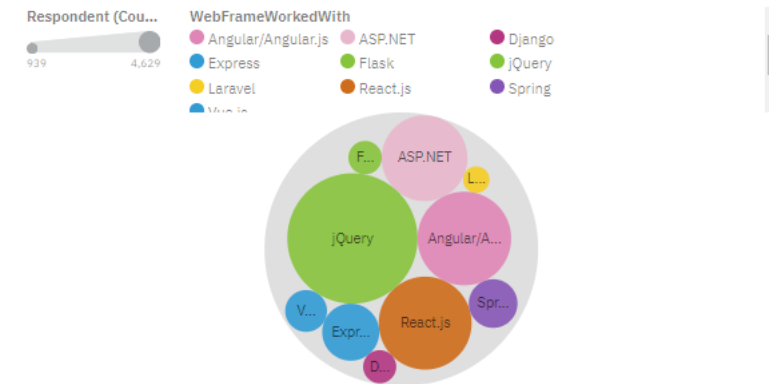 Respondent (Cou... WebFrameWorkedWith
Angular/Angular.js ASP.NET Django
939 4,629
Express Flask jQuery
Laravel React.js Spring
F... ASP.NET
L...
jQuery Angular/A...
V... Expr... React.js Spr...
D...